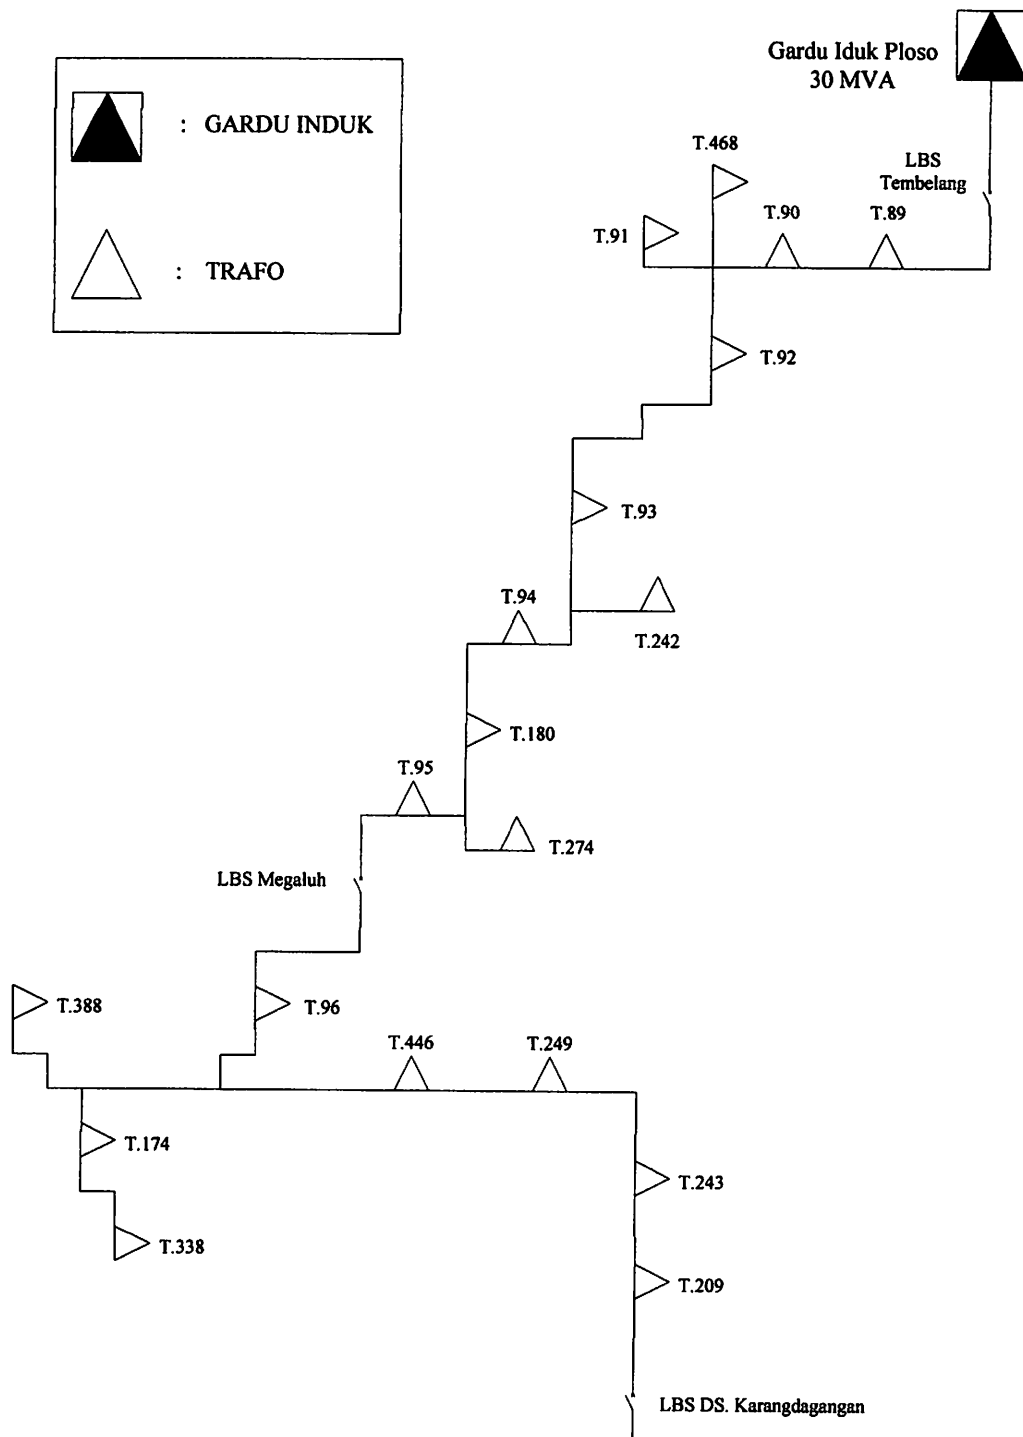 Gardu Iduk Ploso
30 MVA
: GARDU INDUK
: TRAFO
T.468
LBS
Tembelang
T.91
T.90
T.89
T.92
T.93
T.94
T.242
T.180
T.95
T.274
LBS Megaluh
T.388
T.96
T.446
T.249
T.174
T.243
T.338
T.209
LBS DS. Karangdagangan